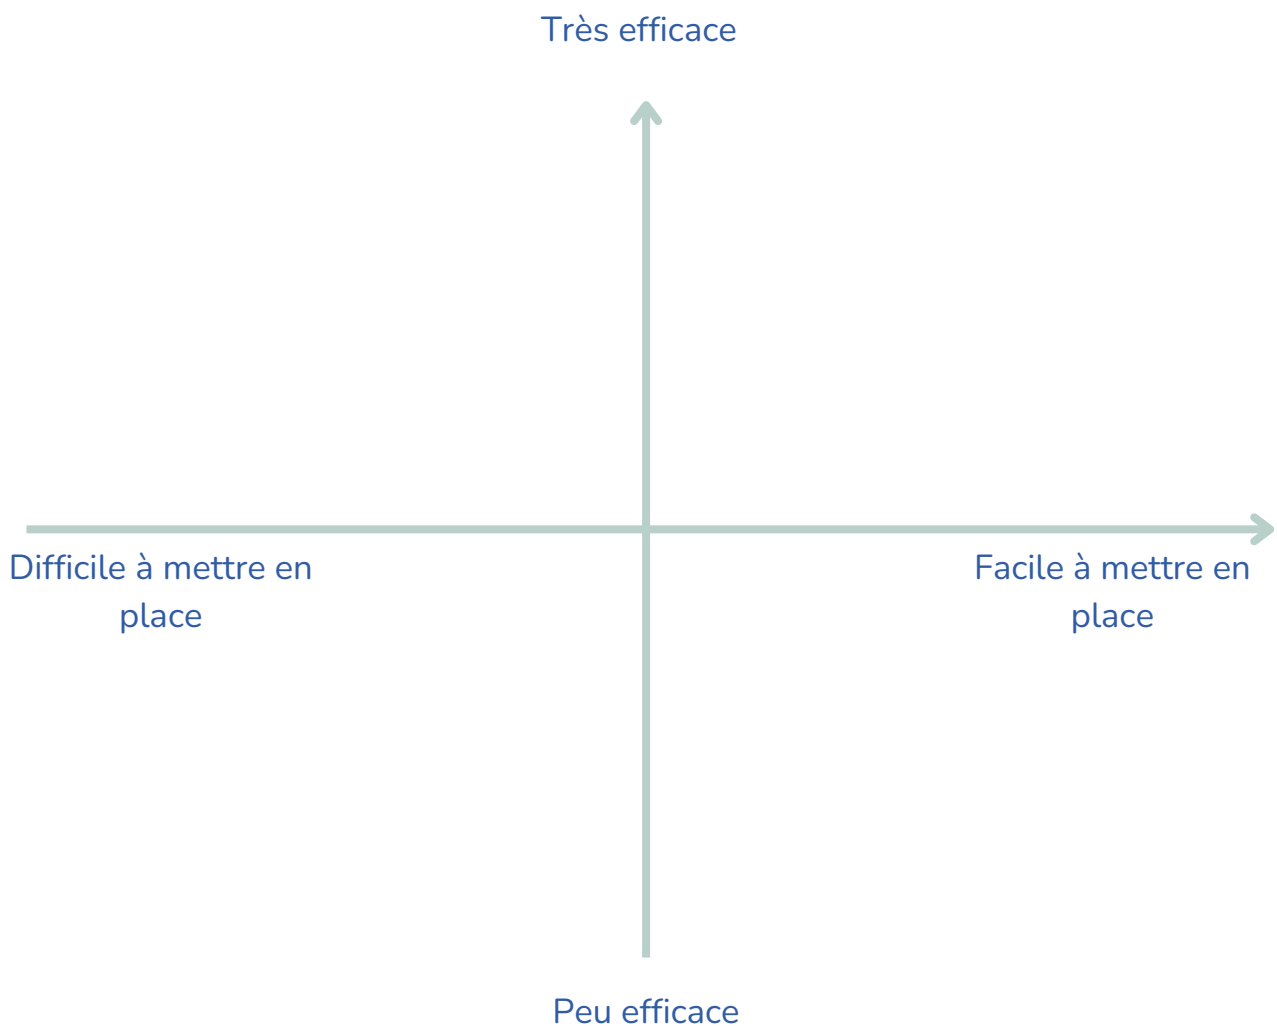 Très efficace
Difficile à mettre en
place
Facile à mettre en
place
Peu efficace